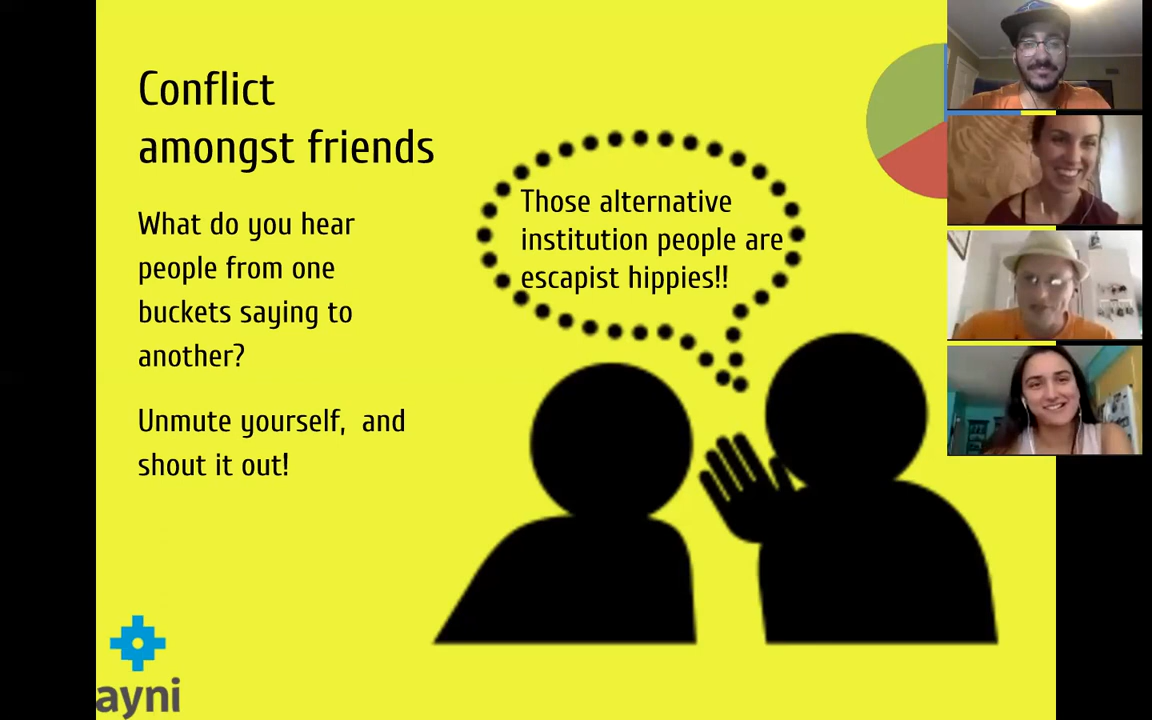 Conflict
amongst friends
What do you hear
people from one
buckets saying to
another?
Unmute yourself,  and
shout it out!
Those alternative
institution people are
escapist hippies!!
ayni